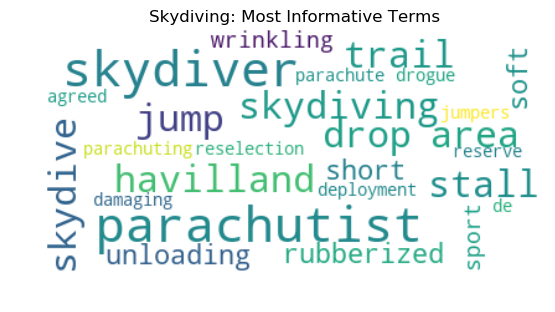 Skydiving: Most Informative Terms
wrinkling
skydiver
trail
parachute drogue
soft
agreed
skydiving
jumpers
jump
drop area
skydive
parachuting
reselection
reserve
havilland
short
stall
deployment
damaging
de
parachutist
sport
unloading
rubberized